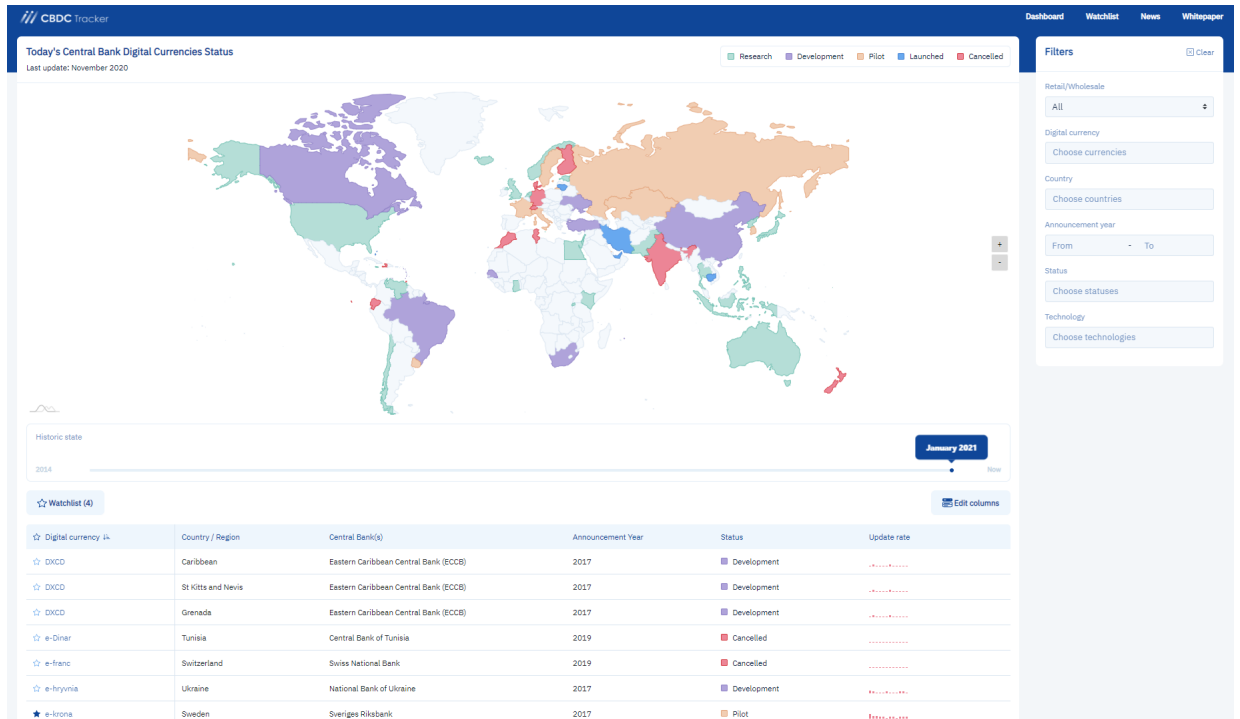 CBDC Tracker
Dashboard Watchlist News Whitepaper
Today's Central Bank Digital Currencies Status
Last update: November 2020
Research Development Pilot Launched Cancelled
+
-
Historic state
January 2021
2014 Now
Watchlist (4) Edit columns
Digital currency Country / Region Central Bank(s) Announcement Year Status Update rate
DXCD Caribbean Eastern Caribbean Central Bank (ECCB) 2017 Development
DXCD St Kitts and Nevis Eastern Caribbean Central Bank (ECCB) 2017 Development
DXCD Grenada Eastern Caribbean Central Bank (ECCB) 2017 Development
e-Dinar Tunisia Central Bank of Tunisia 2019 Cancelled
e-franc Switzerland Swiss National Bank 2019 Cancelled
e-hryvnia Ukraine National Bank of Ukraine 2017 Development
e-krona Sweden Sveriges Riksbank 2017 Pilot
Filters Clear
Retail/Wholesale
All
Digital currency
Choose currencies
Country
Choose countries
Announcement year
From - To
Status
Choose statuses
Technology
Choose technologies